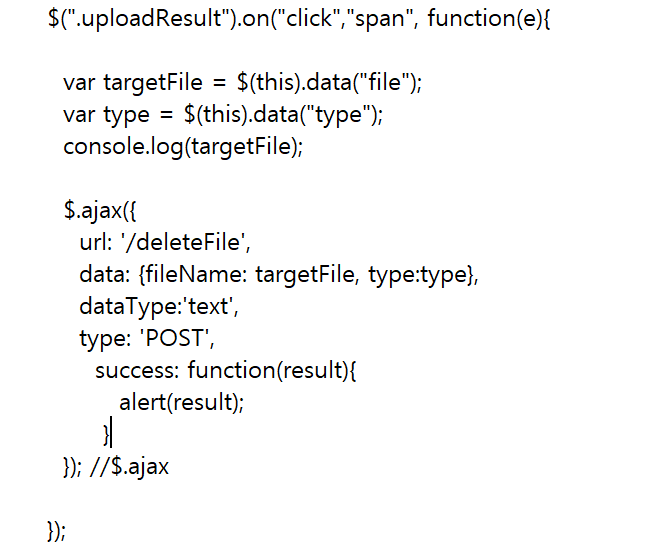 $(".uploadResult").on("click","span", function(e){
var targetFile = $(this).data("file");
var type = $(this).data("type");
console.log(targetFile);
$.ajax({
url: '/deleteFile',
data: {fileName: targetFile, type:type},
dataType:'text',
type: 'POST',
success: function(result){
alert(result);
}
}); //$.ajax
});